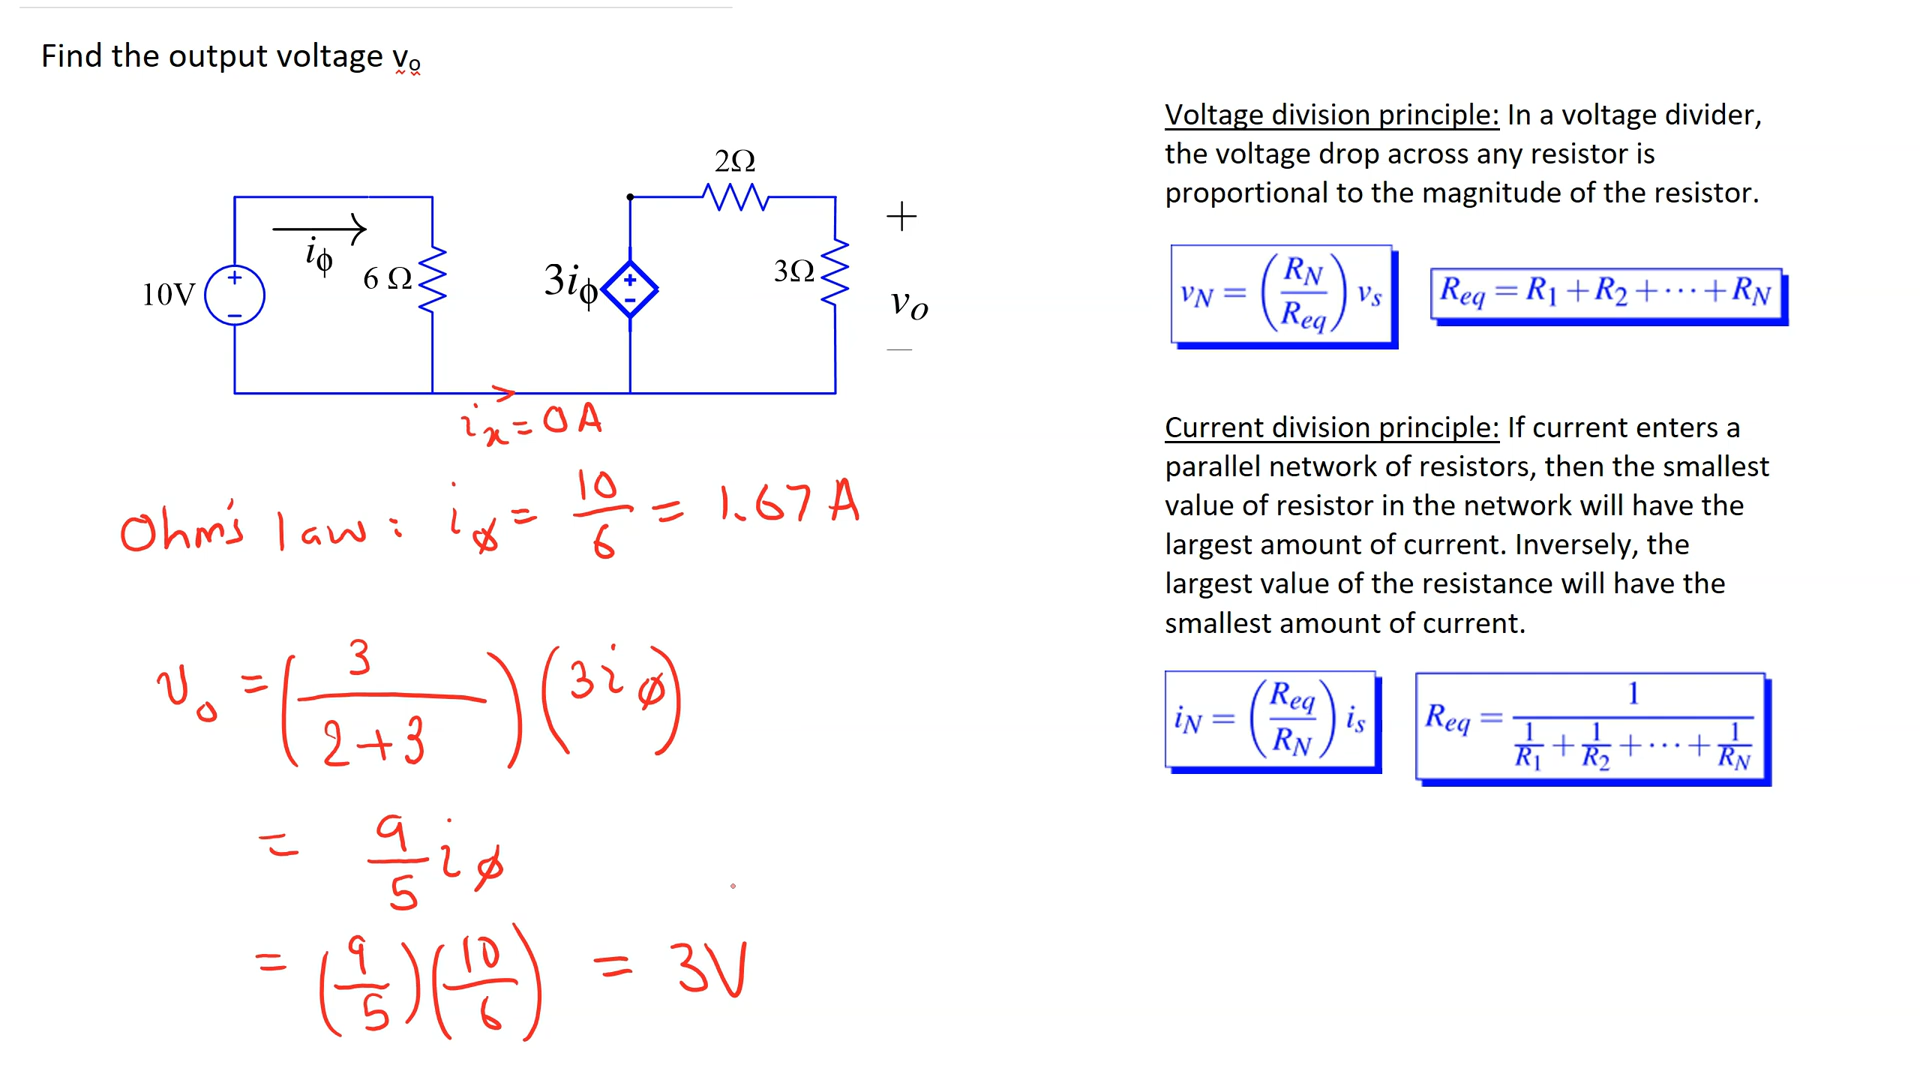 Find the output voltage vₒ
2Ω
+
iϕ
6 Ω
3iϕ
+
-
3Ω
10V
+
-
vO
–
iₓ = 0 A
Ohm's law: iϕ = 10/6 = 1.67 A
vₒ = (3/(2+3)) (3iϕ)
= 9/5 iϕ
= (9/5)(10/6) = 3V
Voltage division principle: In a voltage divider,
the voltage drop across any resistor is
proportional to the magnitude of the resistor.
vN = (RN/Req) vs
Req = R1 + R2 + ··· + RN
Current division principle: If current enters a
parallel network of resistors, then the smallest
value of resistor in the network will have the
largest amount of current. Inversely, the
largest value of the resistance will have the
smallest amount of current.
iN = (Req/RN) is
Req = 1/(1/R1 + 1/R2 + ··· + 1/RN)